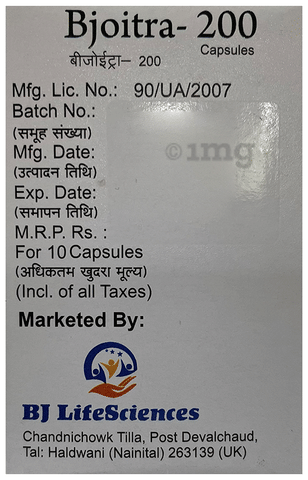 Bjoitra- 200
Capsules
बीजोईट्रा– 200
Mfg. Lic. No.: 90/UA/2007
Batch No.:
(समूह संख्या)
Mfg. Date:
(उत्पादन तिथि)
©1mg
Exp. Date:
(समापन तिथि)
M.R.P. Rs. :
For 10 Capsules
(अधिकतम खुदरा मूल्य)
(Incl. of all Taxes)
Marketed By:
BJ LifeSciences
Chandnichowk Tilla, Post Devalchaud,
Tal: Haldwani (Nainital) 263139 (UK)